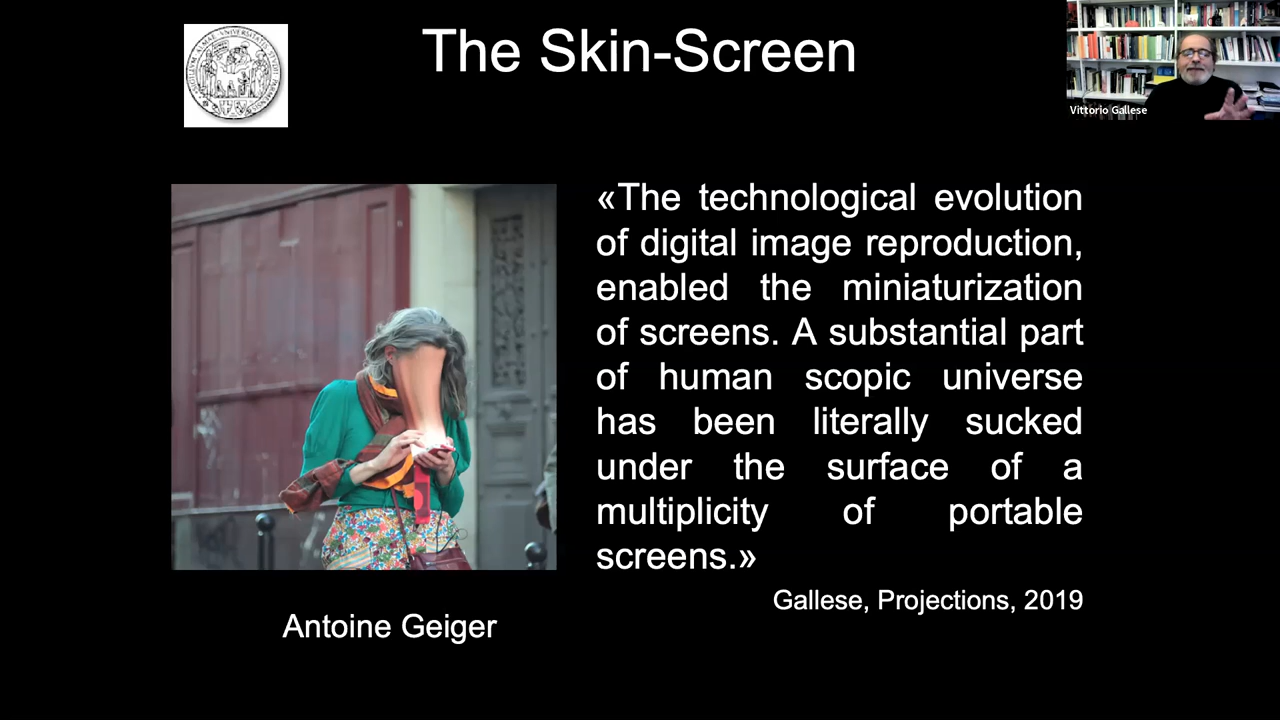 The Skin-Screen
Vittorio Gallese
«The technological evolution
of digital image reproduction,
enabled the miniaturization
of screens. A substantial part
of human scopic universe
has been literally sucked
under the surface of a
multiplicity of portable
screens.»
Gallese, Projections, 2019
Antoine Geiger